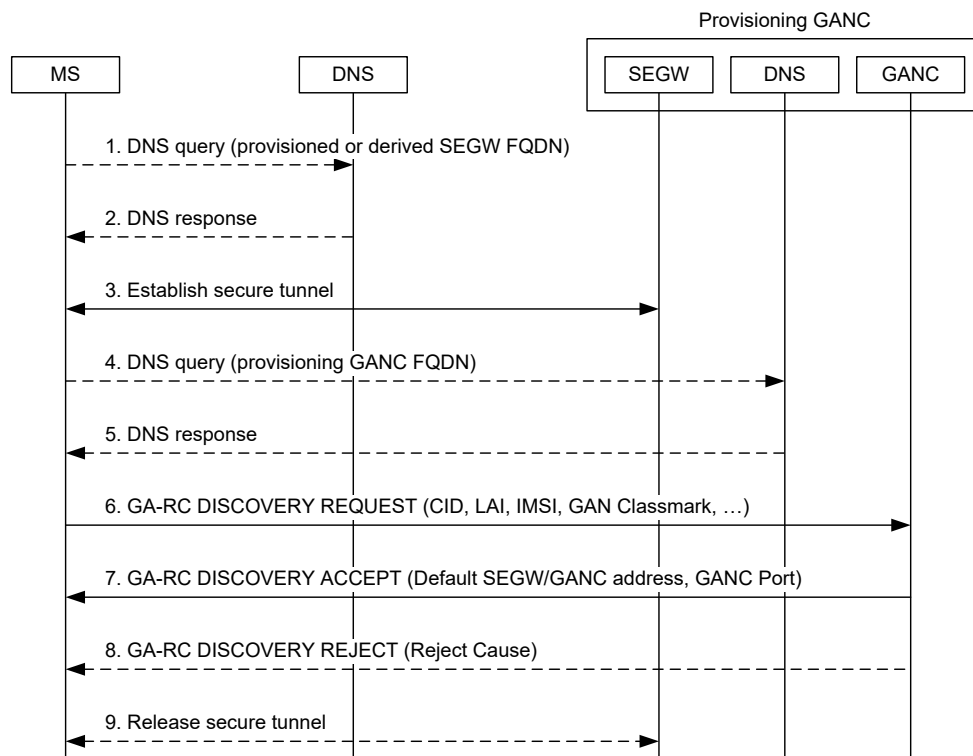 Provisioning GANC
MS
DNS
SEGW
DNS
GANC
1. DNS query (provisioned or derived SEGW FQDN)
2. DNS response
3. Establish secure tunnel
4. DNS query (provisioning GANC FQDN)
5. DNS response
6. GA-RC DISCOVERY REQUEST (CID, LAI, IMSI, GAN Classmark, …)
7. GA-RC DISCOVERY ACCEPT (Default SEGW/GANC address, GANC Port)
8. GA-RC DISCOVERY REJECT (Reject Cause)
9. Release secure tunnel